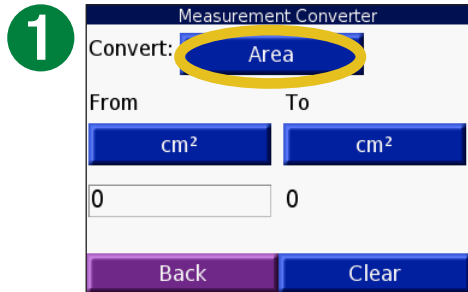 1
Measurement Converter
Convert: Area
From To
cm² cm²
0 0
Back Clear